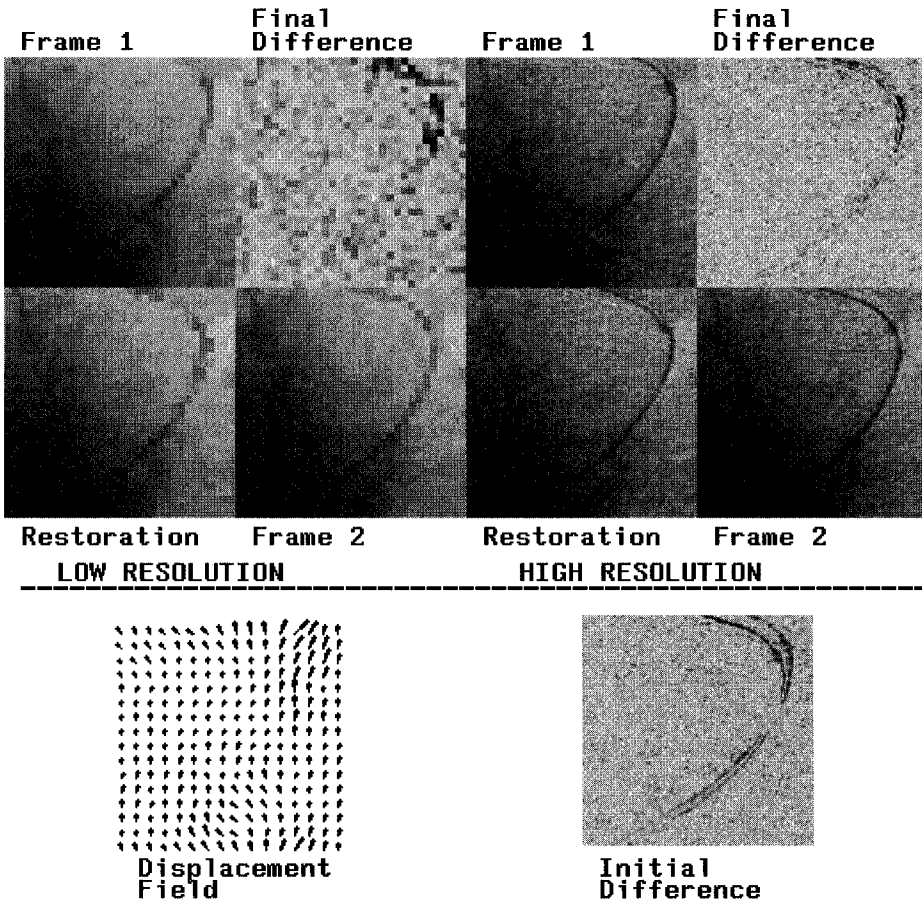 Frame 1
Final
Difference
Frame 1
Final
Difference
Restoration
Frame 2
Restoration
Frame 2
LOW RESOLUTION
HIGH RESOLUTION
Displacement
Field
Initial
Difference